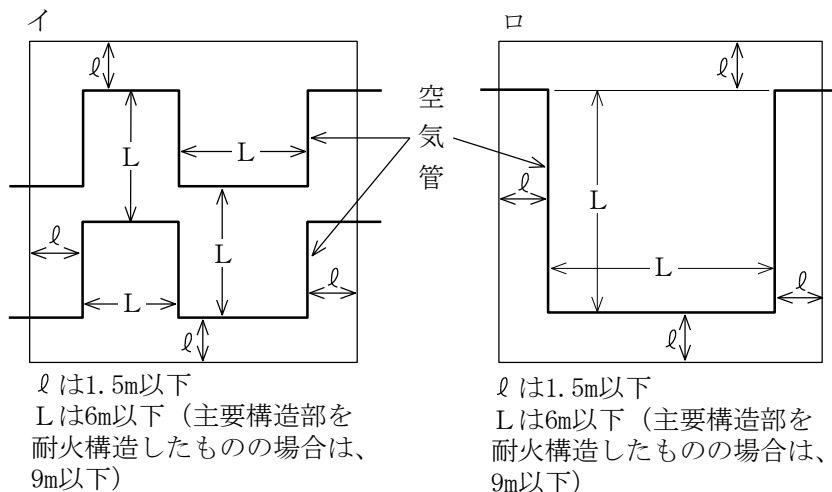 イ
ℓ
L
L
L
L
ℓ
ℓ
ℓ
空
気
管
ロ
ℓ
ℓ
L
L
ℓ
ℓ
ℓは1.5m以下
Lは6m以下（主要構造部を
耐火構造したものの場合は、
9m以下）
ℓは1.5m以下
Lは6m以下（主要構造部を
耐火構造したものの場合は、
9m以下）